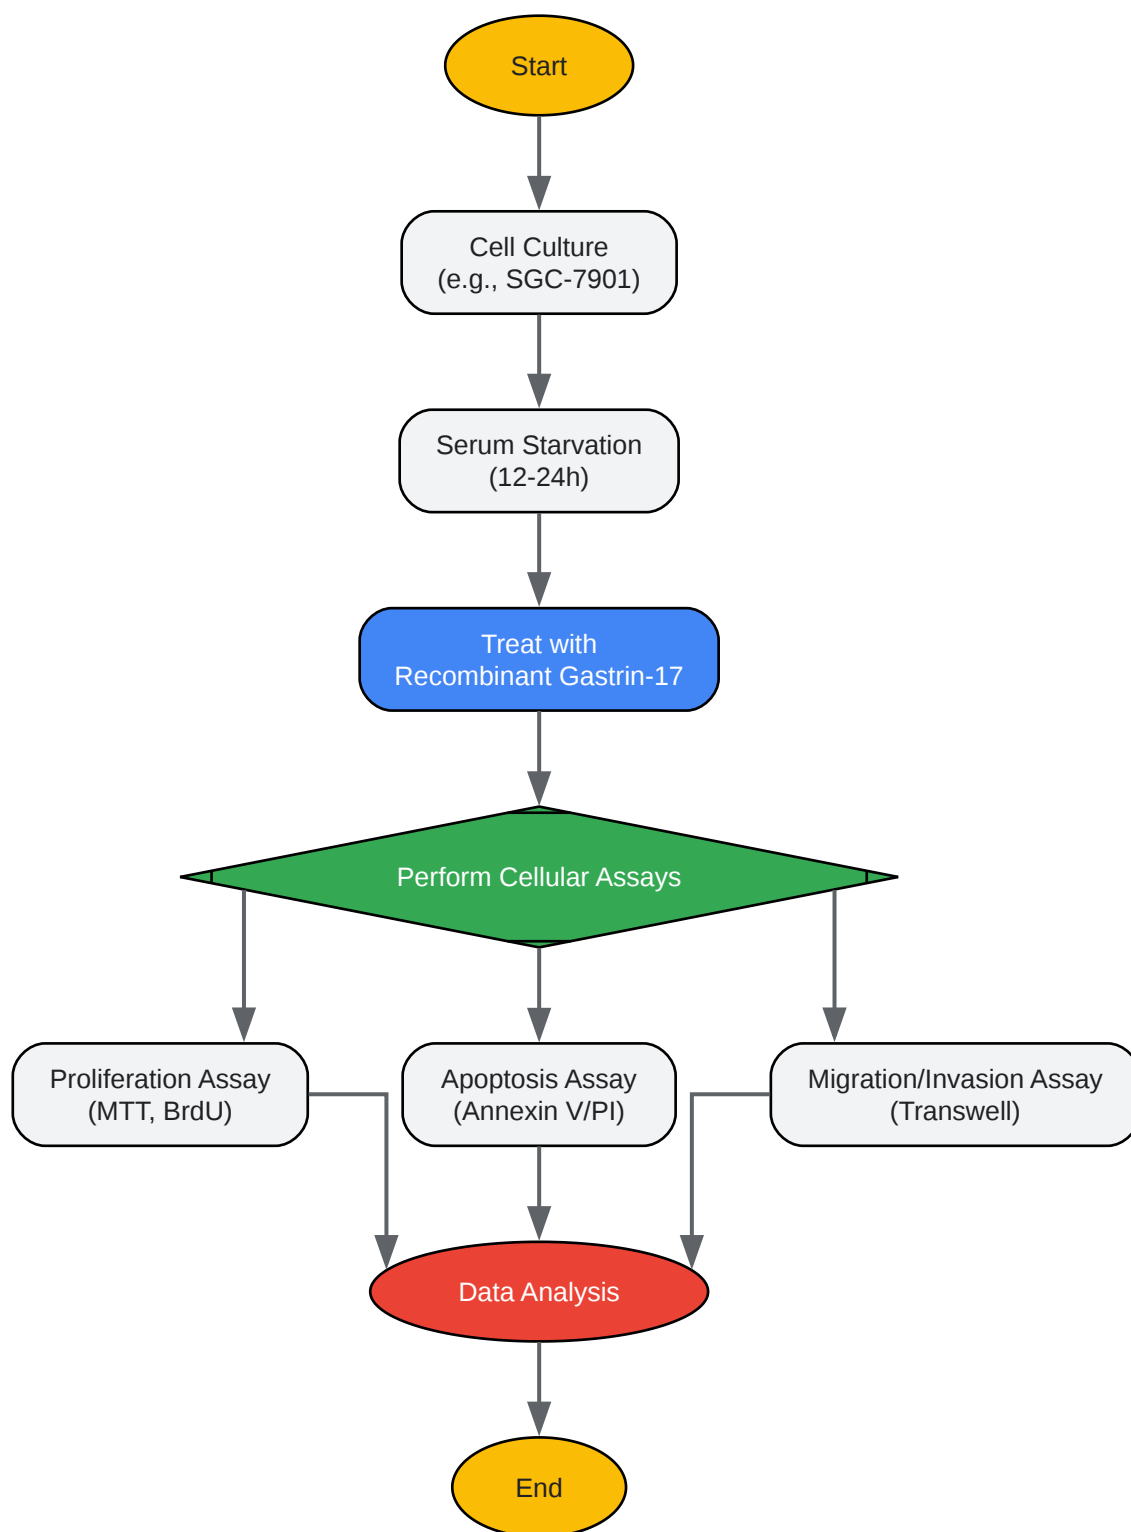 Start
Cell Culture
(e.g., SGC-7901)
Serum Starvation
(12-24h)
Treat with
Recombinant Gastrin-17
Perform Cellular Assays
Proliferation Assay
(MTT, BrdU)
Apoptosis Assay
(Annexin V/PI)
Migration/Invasion Assay
(Transwell)
Data Analysis
End